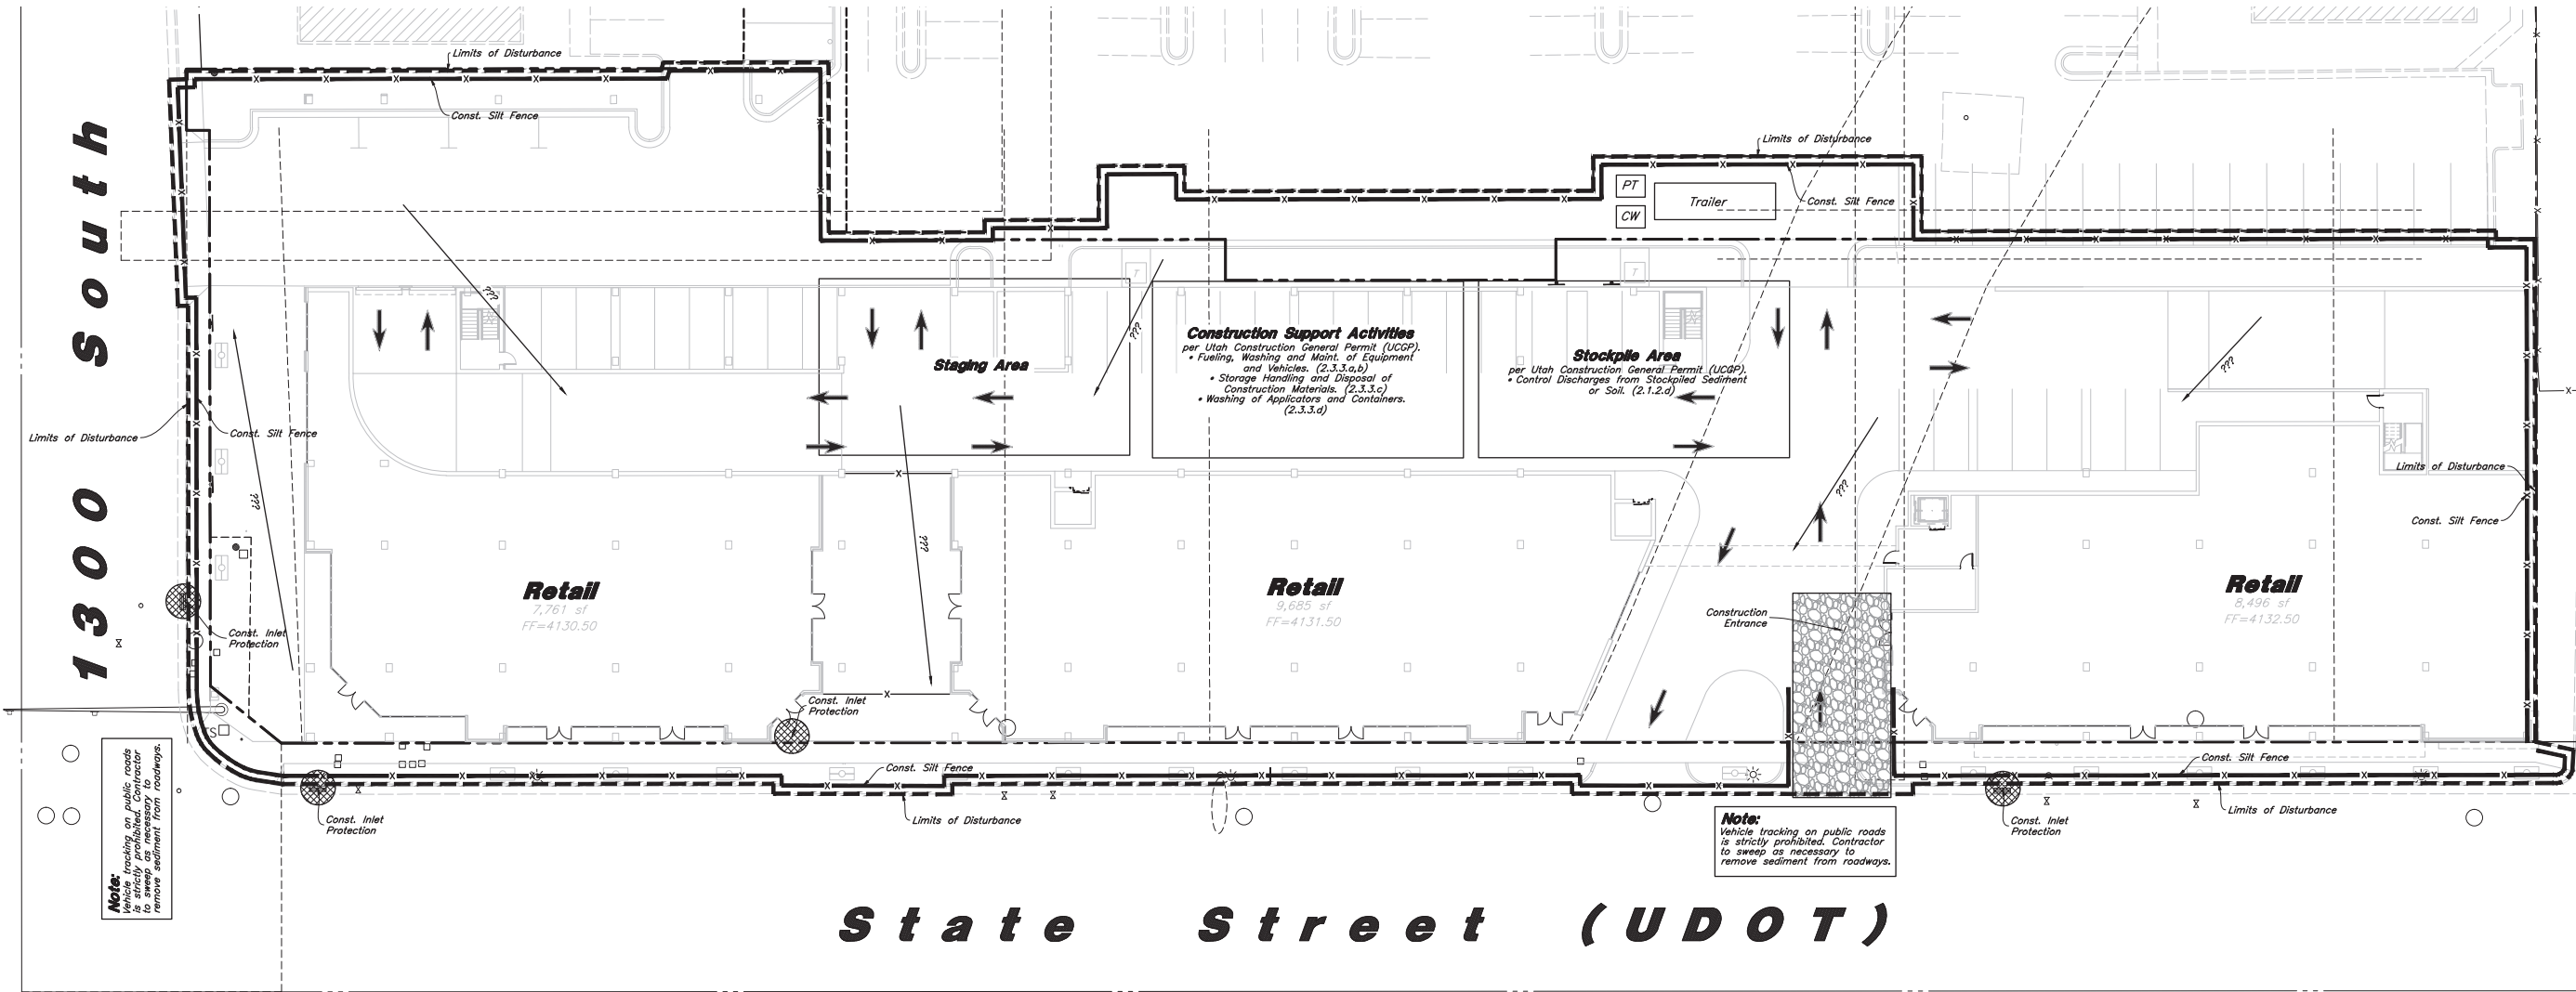 Limits of Disturbance
Const. Silt Fence
Limits of Disturbance
PT
CW
Trailer
Const. Silt Fence
1300 South
T
T
???
???
Staging Area
Construction Support Activities
per Utah Construction General Permit (UCGP).
• Fueling, Washing and Maint. of Equipment
and Vehicles. (2.3.3.a,b)
• Storage Handling and Disposal of
Construction Materials. (2.3.3.c)
• Washing of Applicators and Containers.
(2.3.3.d)
Stockpile Area
per Utah Construction General Permit (UCGP).
• Control Discharges from Stockpiled Sediment
or Soil. (2.1.2.d)
???
Limits of Disturbance
Const. Silt Fence
???
???
???
Limits of Disturbance
Const. Silt Fence
Retail
7,761 sf
FF=4130.50
Retail
9,685 sf
FF=4131.50
Retail
8,496 sf
FF=4132.50
Construction
Entrance
Const. Inlet
Protection
Const. Inlet
Protection
Const. Silt Fence
Const. Silt Fence
Const. Inlet
Protection
Limits of Disturbance
Limits of Disturbance
Const. Inlet
Protection
Note:
Vehicle tracking on public roads
is strictly prohibited. Contractor
to sweep as necessary to
remove sediment from roadways.
Note:
Vehicle tracking on public roads
is strictly prohibited. Contractor
to sweep as necessary to
remove sediment from roadways.
State Street (UDOT)